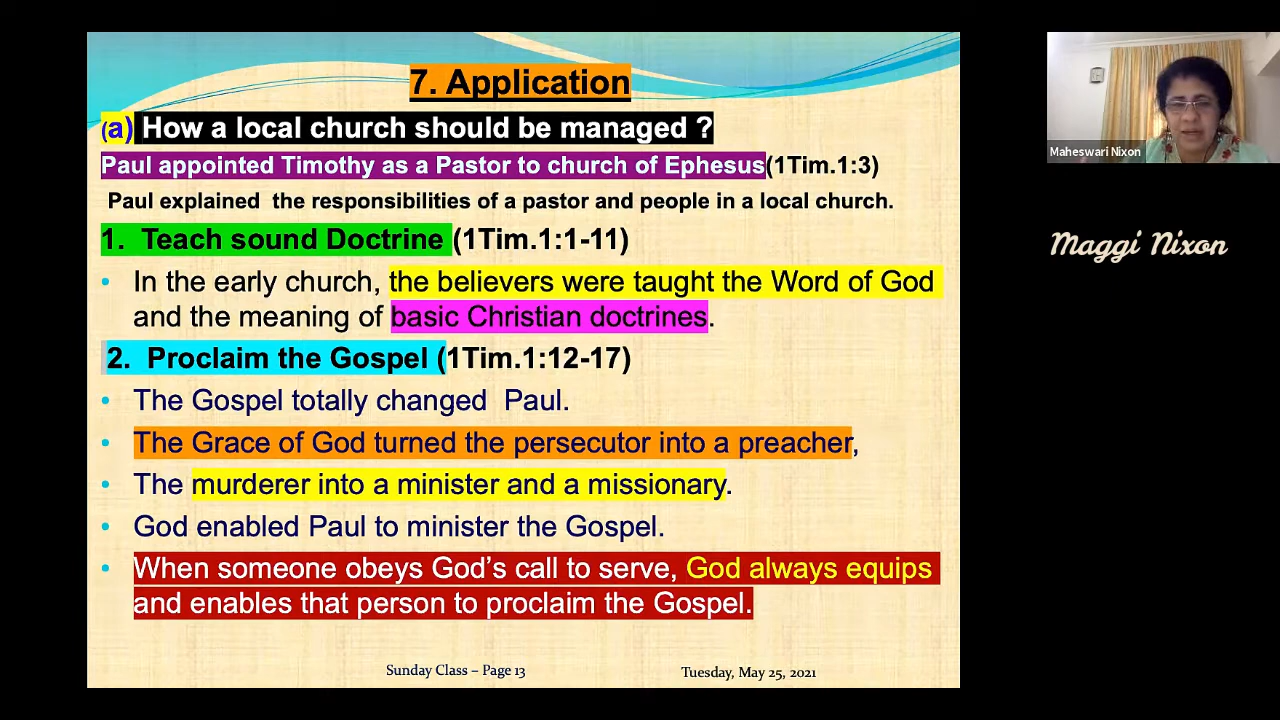 7. Application
(a) How a local church should be managed ?
Paul appointed Timothy as a Pastor to church of Ephesus(1Tim.1:3)
Paul explained the responsibilities of a pastor and people in a local church.
1. Teach sound Doctrine (1Tim.1:1-11)
• In the early church, the believers were taught the Word of God
and the meaning of basic Christian doctrines.
2. Proclaim the Gospel (1Tim.1:12-17)
• The Gospel totally changed Paul.
• The Grace of God turned the persecutor into a preacher,
• The murderer into a minister and a missionary.
• God enabled Paul to minister the Gospel.
• When someone obeys God’s call to serve, God always equips
and enables that person to proclaim the Gospel.
Sunday Class – Page 13
Tuesday, May 25, 2021
Maheswari Nixon
Maggi Nixon